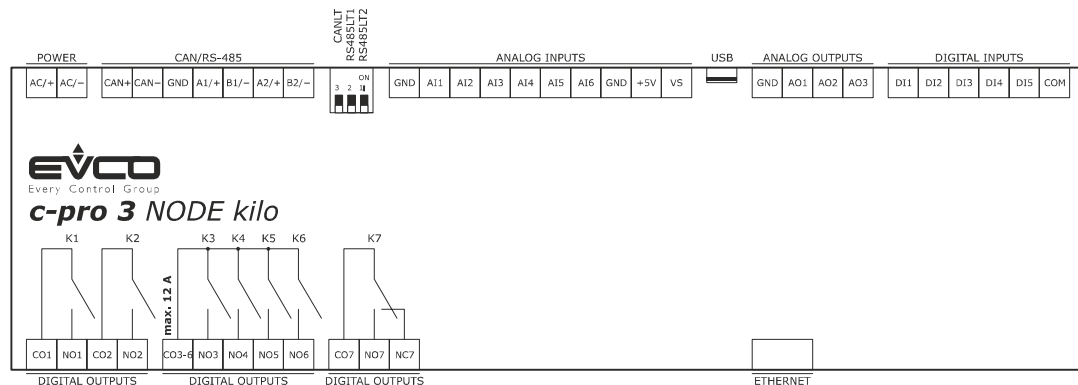 CANLT
RS485LT1
RS485LT2
POWER
CAN/RS-485
ANALOG INPUTS
USB
ANALOG OUTPUTS
DIGITAL INPUTS
AC/+ AC/-
CAN+ CAN- GND A1/+ B1/- A2/+ B2/-
ON
3 2 1
GND AI1 AI2 AI3 AI4 AI5 AI6 GND +5V VS
GND AO1 AO2 AO3
DI1 DI2 DI3 DI4 DI5 COM
EVCO
Every Control Group
c-pro 3 NODE kilo
K1 K2 K3 K4 K5 K6 K7
max. 12 A
CO1 NO1 CO2 NO2
CO3-6 NO3 NO4 NO5 NO6
CO7 NO7 NC7
DIGITAL OUTPUTS
DIGITAL OUTPUTS
DIGITAL OUTPUTS
ETHERNET